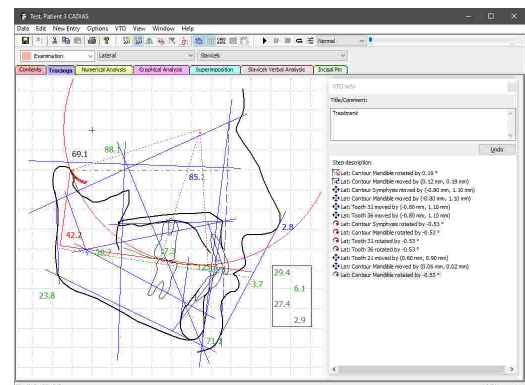 Test, Patient 3 CADIAS
Date Edit New Entry Options VTO View Window Help
Normal
Examination
Lateral
Slavicek
Contents Tracings Numerical Analysis Graphical Analysis Superimposition Slavicek Verbal Analysis Incisal Pin
VTO Info
Title/Comment:
Treatment
Undo
Step description
Lat: Contour Mandible rotated by 0.19 °
Lat: Contour Mandible moved by (0.12 mm, 0.19 mm)
Lat: Contour Symphysis moved by (-0.80 mm, 1.10 mm)
Lat: Contour Mandible moved by (-0.80 mm, 1.10 mm)
Lat: Tooth 31 moved by (-0.80 mm, 1.10 mm)
Lat: Tooth 36 moved by (-0.80 mm, 1.10 mm)
Lat: Contour Symphysis rotated by -0.53 °
Lat: Contour Mandible rotated by -0.53 °
Lat: Tooth 31 rotated by -0.53 °
Lat: Tooth 36 rotated by -0.53 °
Lat: Tooth 21 moved by (0.60 mm, 0.90 mm)
Lat: Contour Mandible moved by (0.06 mm, 0.02 mm)
Lat: Contour Mandible rotated by -0.33 °
88.1
69.1
85.1
2.8
42.2
29.4
6.1
-3.7
23.8
27.4
2.9